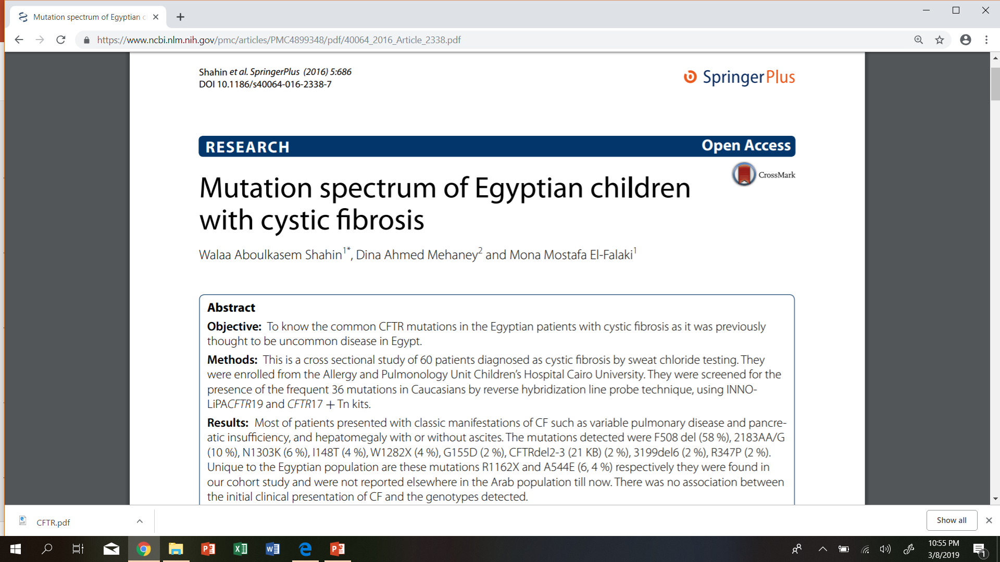 Mutation spectrum of Egyptian c
https://www.ncbi.nlm.nih.gov/pmc/articles/PMC4899348/pdf/40064_2016_Article_2338.pdf
Shahin et al. SpringerPlus (2016) 5:686
DOI 10.1186/s40064-016-2338-7
SpringerPlus
RESEARCH
Open Access
CrossMark
Mutation spectrum of Egyptian children
with cystic fibrosis
Walaa Aboulkasem Shahin1*, Dina Ahmed Mehaney2 and Mona Mostafa El-Falaki1
Abstract
Objective: To know the common CFTR mutations in the Egyptian patients with cystic fibrosis as it was previously
thought to be uncommon disease in Egypt.
Methods: This is a cross sectional study of 60 patients diagnosed as cystic fibrosis by sweat chloride testing. They
were enrolled from the Allergy and Pulmonology Unit Children’s Hospital Cairo University. They were screened for the
presence of the frequent 36 mutations in Caucasians by reverse hybridization line probe technique, using INNO-
LiPACFTR19 and CFTR17 + Tn kits.
Results: Most of patients presented with classic manifestations of CF such as variable pulmonary disease and pancre-
atic insufficiency, and hepatomegaly with or without ascites. The mutations detected were F508 del (58 %), 2183AA/G
(10 %), N1303K (6 %), I148T (4 %), W1282X (4 %), G155D (2 %), CFTRdel2-3 (21 KB) (2 %), 3199del6 (2 %), R347P (2 %).
Unique to the Egyptian population are these mutations R1162X and A544E (6, 4 %) respectively they were found in
our cohort study and were not reported elsewhere in the Arab population till now. There was no association between
the initial clinical presentation of CF and the genotypes detected.
CFTR.pdf
Show all
10:55 PM
3/8/2019
1